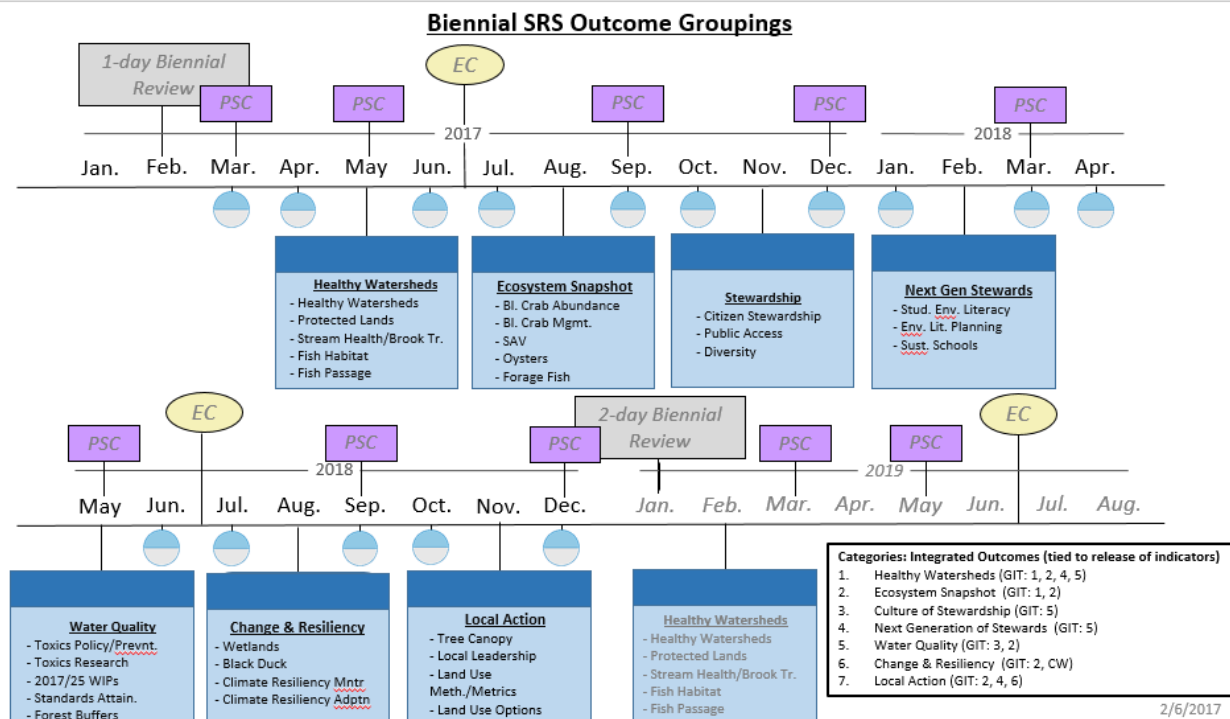 Biennial SRS Outcome Groupings
1-day Biennial
Review
EC
PSC
PSC
PSC
PSC
PSC
2017
2018
Jan.
Feb.
Mar.
Apr.
May
Jun.
Jul.
Aug.
Sep.
Oct.
Nov.
Dec.
Jan.
Feb.
Mar.
Apr.
Healthy Watersheds
- Healthy Watersheds
- Protected Lands
- Stream Health/Brook Tr.
- Fish Habitat
- Fish Passage
Ecosystem Snapshot
- Bl. Crab Abundance
- Bl. Crab Mgmt.
- SAV
- Oysters
- Forage Fish
Stewardship
- Citizen Stewardship
- Public Access
- Diversity
Next Gen Stewards
- Stud. Env. Literacy
- Env. Lit. Planning
- Sust. Schools
EC
2-day Biennial
Review
EC
PSC
PSC
PSC
PSC
PSC
2018
2019
May
Jun.
Jul.
Aug.
Sep.
Oct.
Nov.
Dec.
Jan.
Feb.
Mar.
Apr.
May
Jun.
Jul.
Aug.
Water Quality
- Toxics Policy/Prevnt.
- Toxics Research
- 2017/25 WIPs
- Standards Attain.
- Forest Buffers
Change & Resiliency
- Wetlands
- Black Duck
- Climate Resiliency Mntr
- Climate Resiliency Adptn
Local Action
- Tree Canopy
- Local Leadership
- Land Use
Meth./Metrics
- Land Use Options
Healthy Watersheds
- Healthy Watersheds
- Protected Lands
- Stream Health/Brook Tr.
- Fish Habitat
- Fish Passage
Categories: Integrated Outcomes (tied to release of indicators)
1. Healthy Watersheds (GIT: 1, 2, 4, 5)
2. Ecosystem Snapshot (GIT: 1, 2)
3. Culture of Stewardship (GIT: 5)
4. Next Generation of Stewards (GIT: 5)
5. Water Quality (GIT: 3, 2)
6. Change & Resiliency (GIT: 2, CW)
7. Local Action (GIT: 2, 4, 6)
2/6/2017